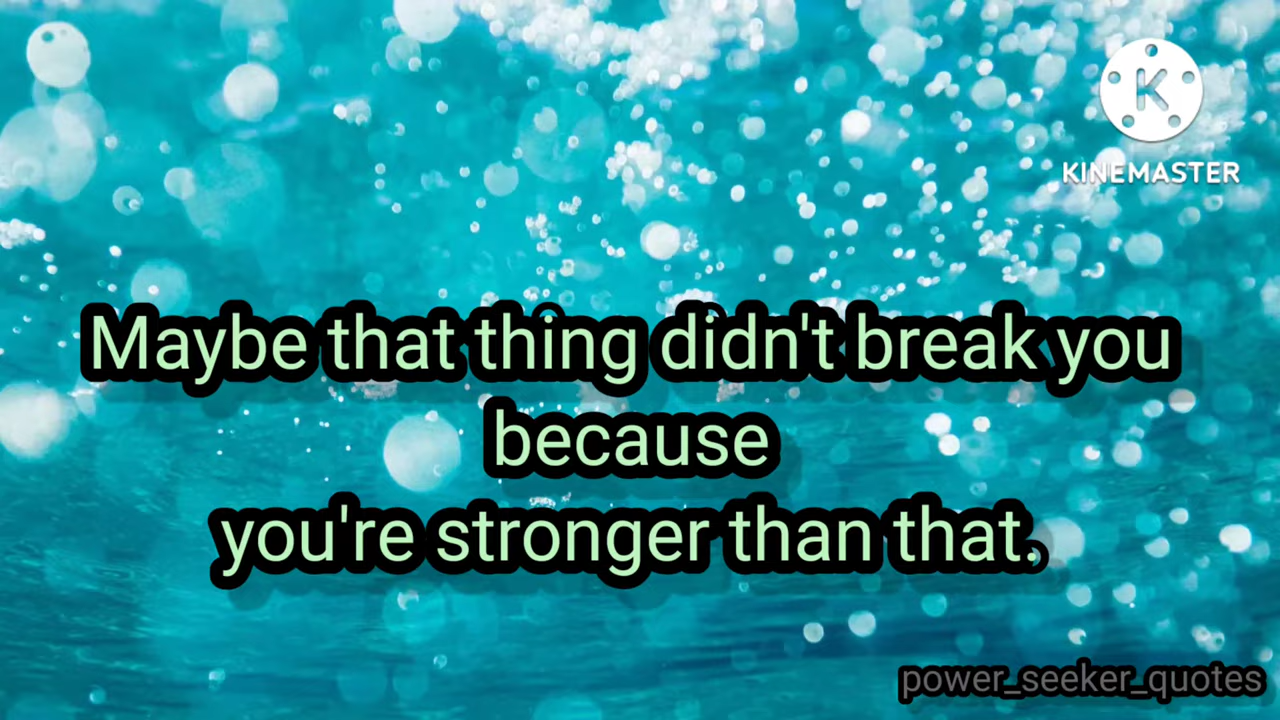 KINEMASTER
Maybe that thing didn't break you
because
you're stronger than that.
power_seeker_quotes